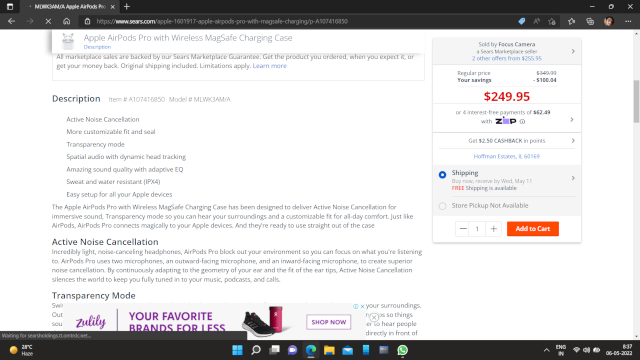 MLWK3AM/A Apple AirPods Pro
https://www.sears.com/apple-1601917-apple-airpods-pro-with-magsafe-charging/p-A107416850
Apple AirPods Pro with Wireless MagSafe Charging Case
Description
All marketplace sales are backed by our Sears Marketplace Guarantee. Get the product you ordered, when you expect it, or
get your money back. Original shipping included. Limitations apply. Learn more
Description Item # A107416850 Model # MLWK3AM/A
Active Noise Cancellation
More customizable fit and seal
Transparency mode
Spatial audio with dynamic head tracking
Amazing sound quality with adaptive EQ
Sweat and water resistant (IPX4)
Easy setup for all your Apple devices
The Apple AirPods Pro with Wireless MagSafe Charging Case has been designed to deliver Active Noise Cancellation for
immersive sound, Transparency mode so you can hear your surroundings and a customizable fit for all-day comfort. Just like
AirPods, AirPods Pro connects magically to your Apple devices. And they're ready to use straight out of the case
Active Noise Cancellation
Incredibly light, noise-canceling headphones, AirPods Pro block out your environment so you can focus on what you're listening
to. AirPods Pro uses two microphones, an outward-facing microphone, and an inward-facing microphone, to create superior
noise cancellation. By continuously adapting to the geometry of your ear and the fit of the ear tips, Active Noise Cancellation
silences the world to keep you fully tuned in to your music, podcasts, and calls.
Transparency Mode
your surroundings.
so things
to hear people
directly in front of
Zulily
YOUR FAVORITE
BRANDS FOR LESS
SHOP NOW
Sold by Focus Camera
a Sears Marketplace seller
2 other offers from $255.95
Regular price $349.99
Your savings - $100.04
$249.95
or 4 interest-free payments of $62.49
with ZIP
Get $2.50 CASHBACK in points
Hoffman Estates, IL 60169
Shipping
Buy now, receive by Wed, May 11
FREE Shipping is available
Store Pickup Not Available
— 1 +
Add to Cart
28°C
Haze
ENG
IN
8:37
06-05-2022